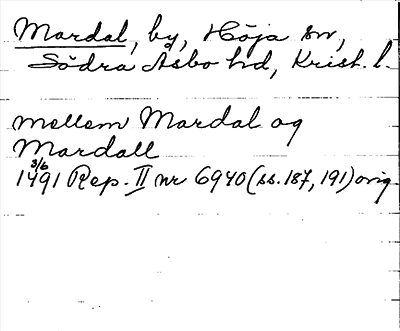 Mardal, by, Höja sn,
Södra Åsbo hd, Krist. l.
mellem Mardal og
Mardall
3/6
1491 Rep. II nr 6940 (ss. 187, 191) orig.